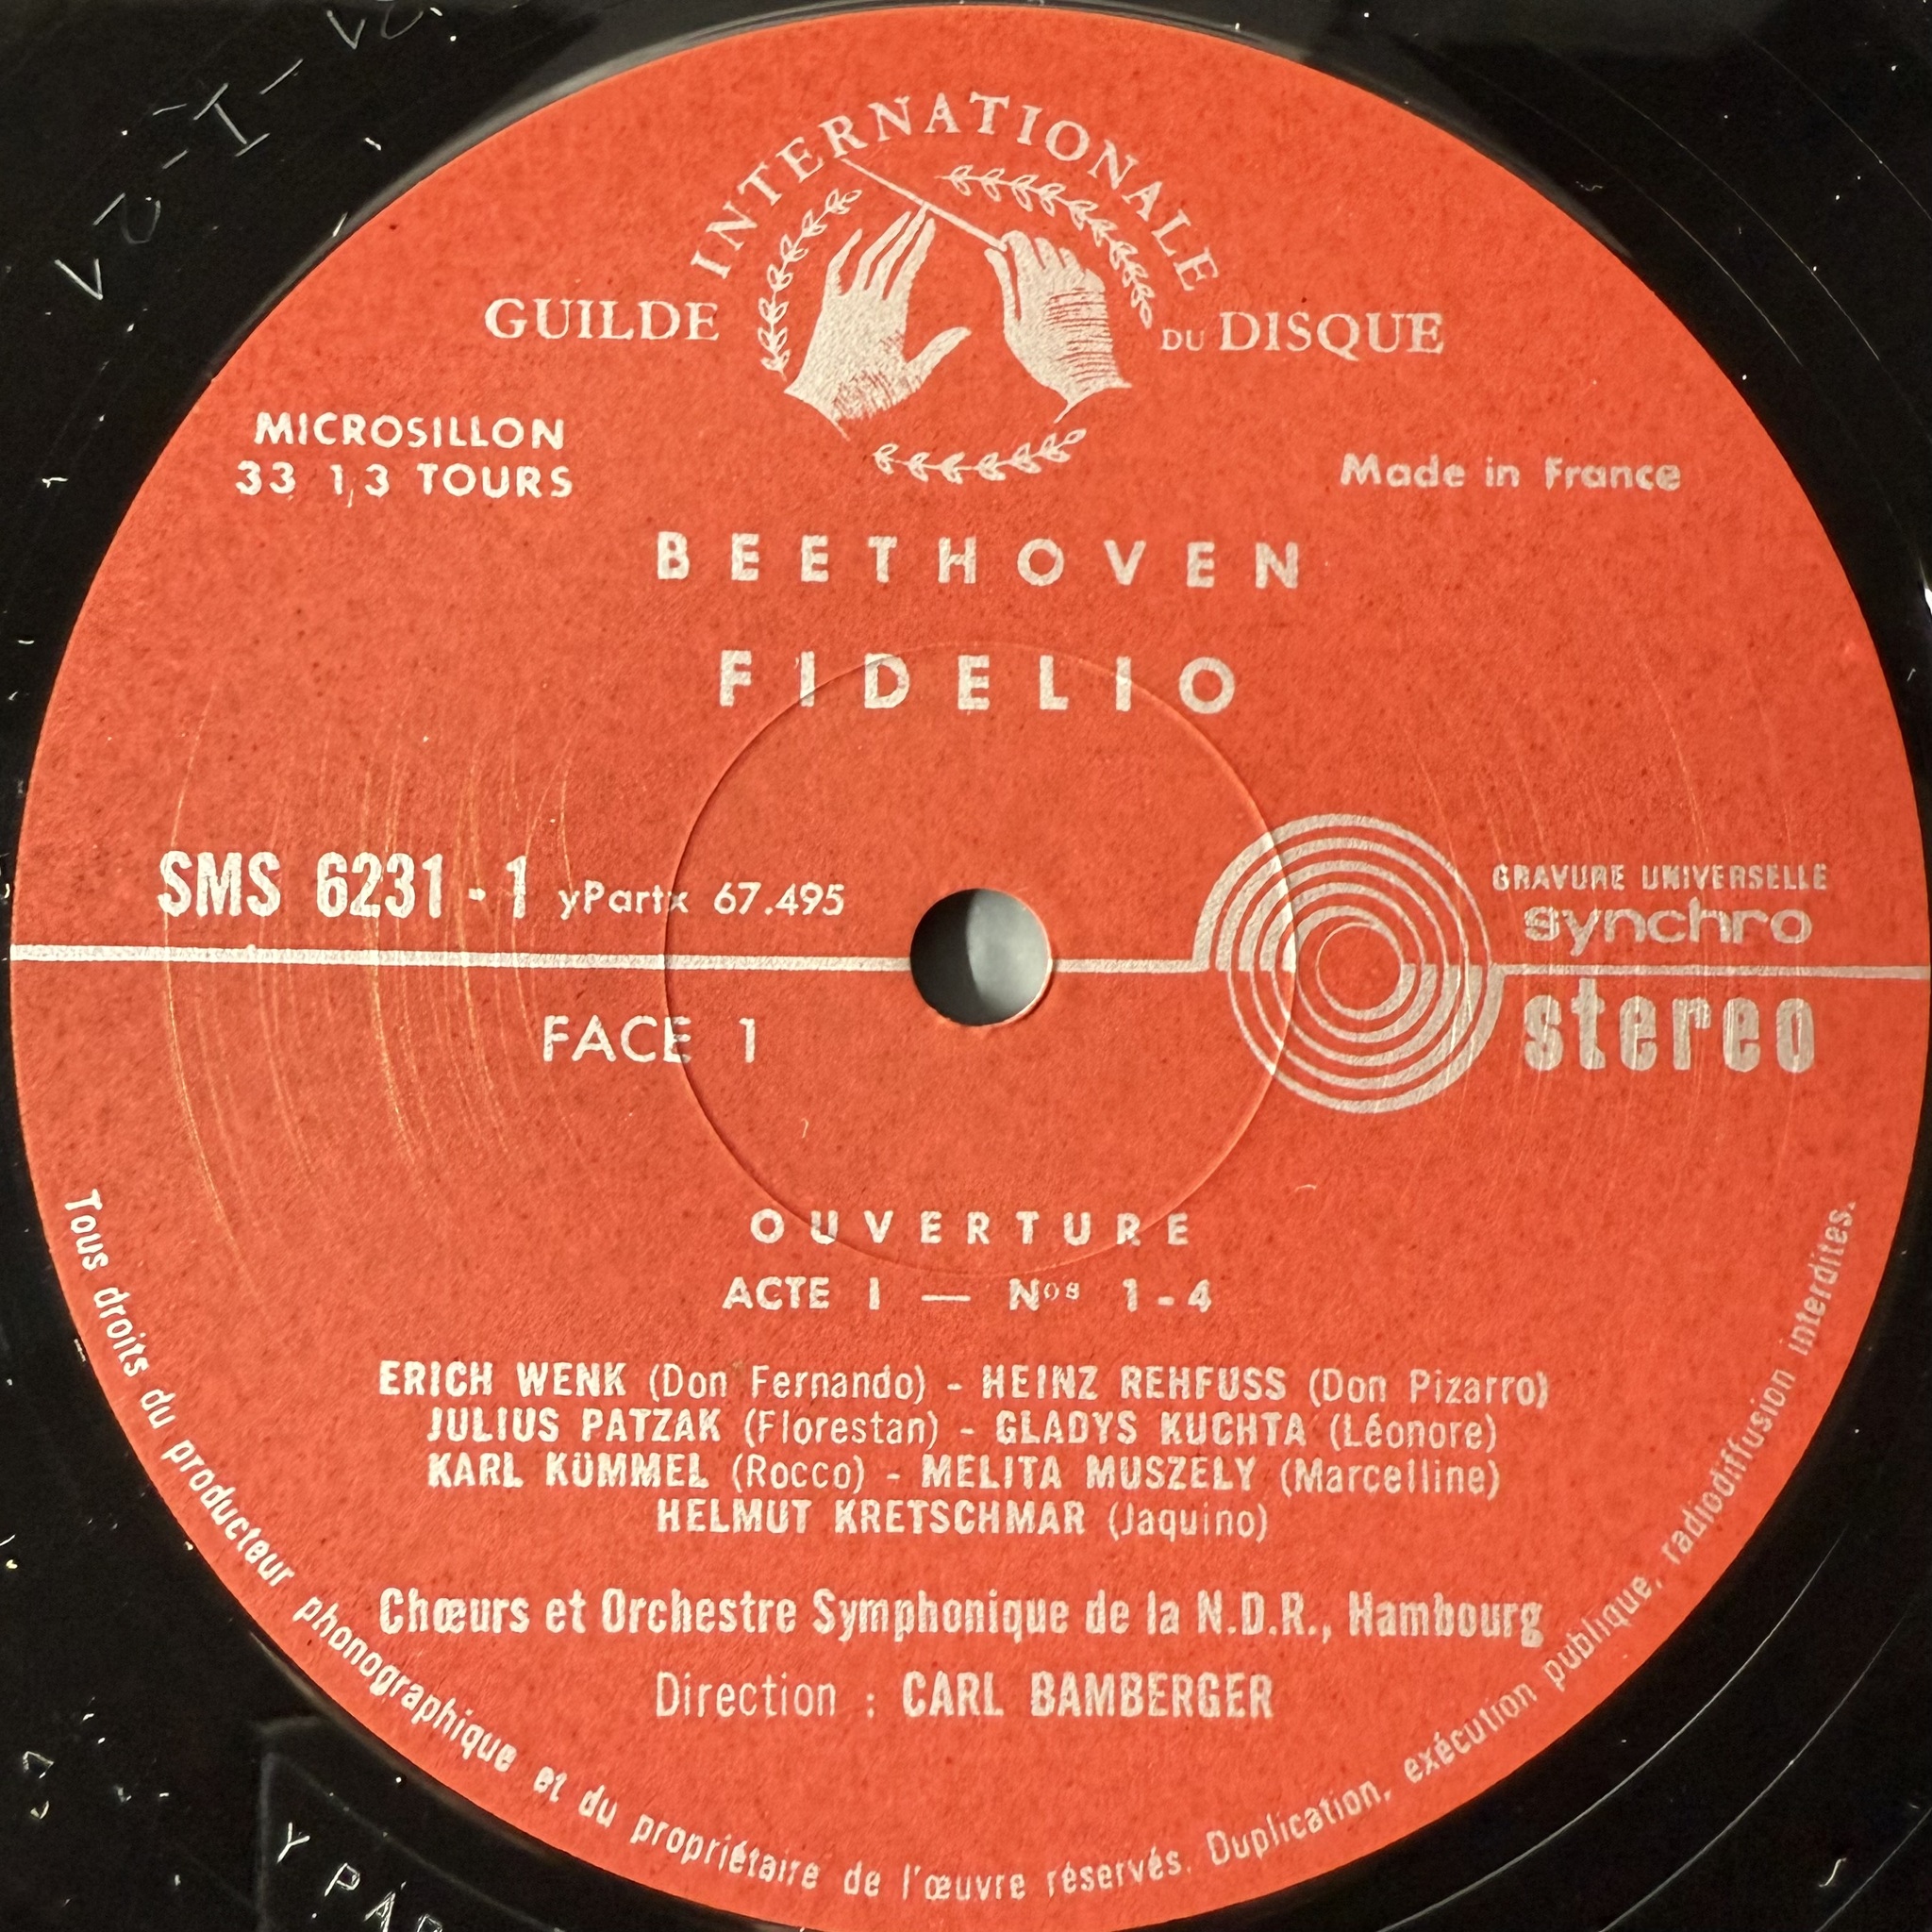 INTERNATIONALE
GUILDE DU DISQUE
MICROSILLON
33 1/3 TOURS
Made in France
BEETHOVEN
FIDELIO
SMS 6231 - 1 yPartx 67.495
GRAVURE UNIVERSELLE
synchro
stereo
FACE 1
OUVERTURE
ACTE I — Nos 1-4
ERICH WENK (Don Fernando) - HEINZ REHFUSS (Don Pizarro)
JULIUS PATZAK (Florestan) - GLADYS KUCHTA (Léonore)
KARL KÜMMEL (Rocco) - MELITA MUSZELY (Marcelline)
HELMUT KRETSCHMAR (Jaquino)
Chœurs et Orchestre Symphonique de la N.D.R., Hambourg
Direction : CARL BAMBERGER
Tous droits du producteur phonographique et du propriétaire de l'œuvre réservés. Duplication, exécution publique, radiodiffusion interdites.
Y PAR